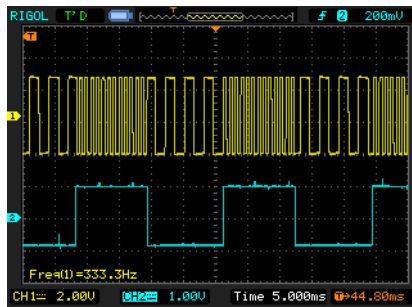 RIGOL T'D T f 2 200mV
T
1
2
Freq(1)=333.3Hz
CH1 2.00V CH2 1.00V Time 5.000ms T→44.80ms